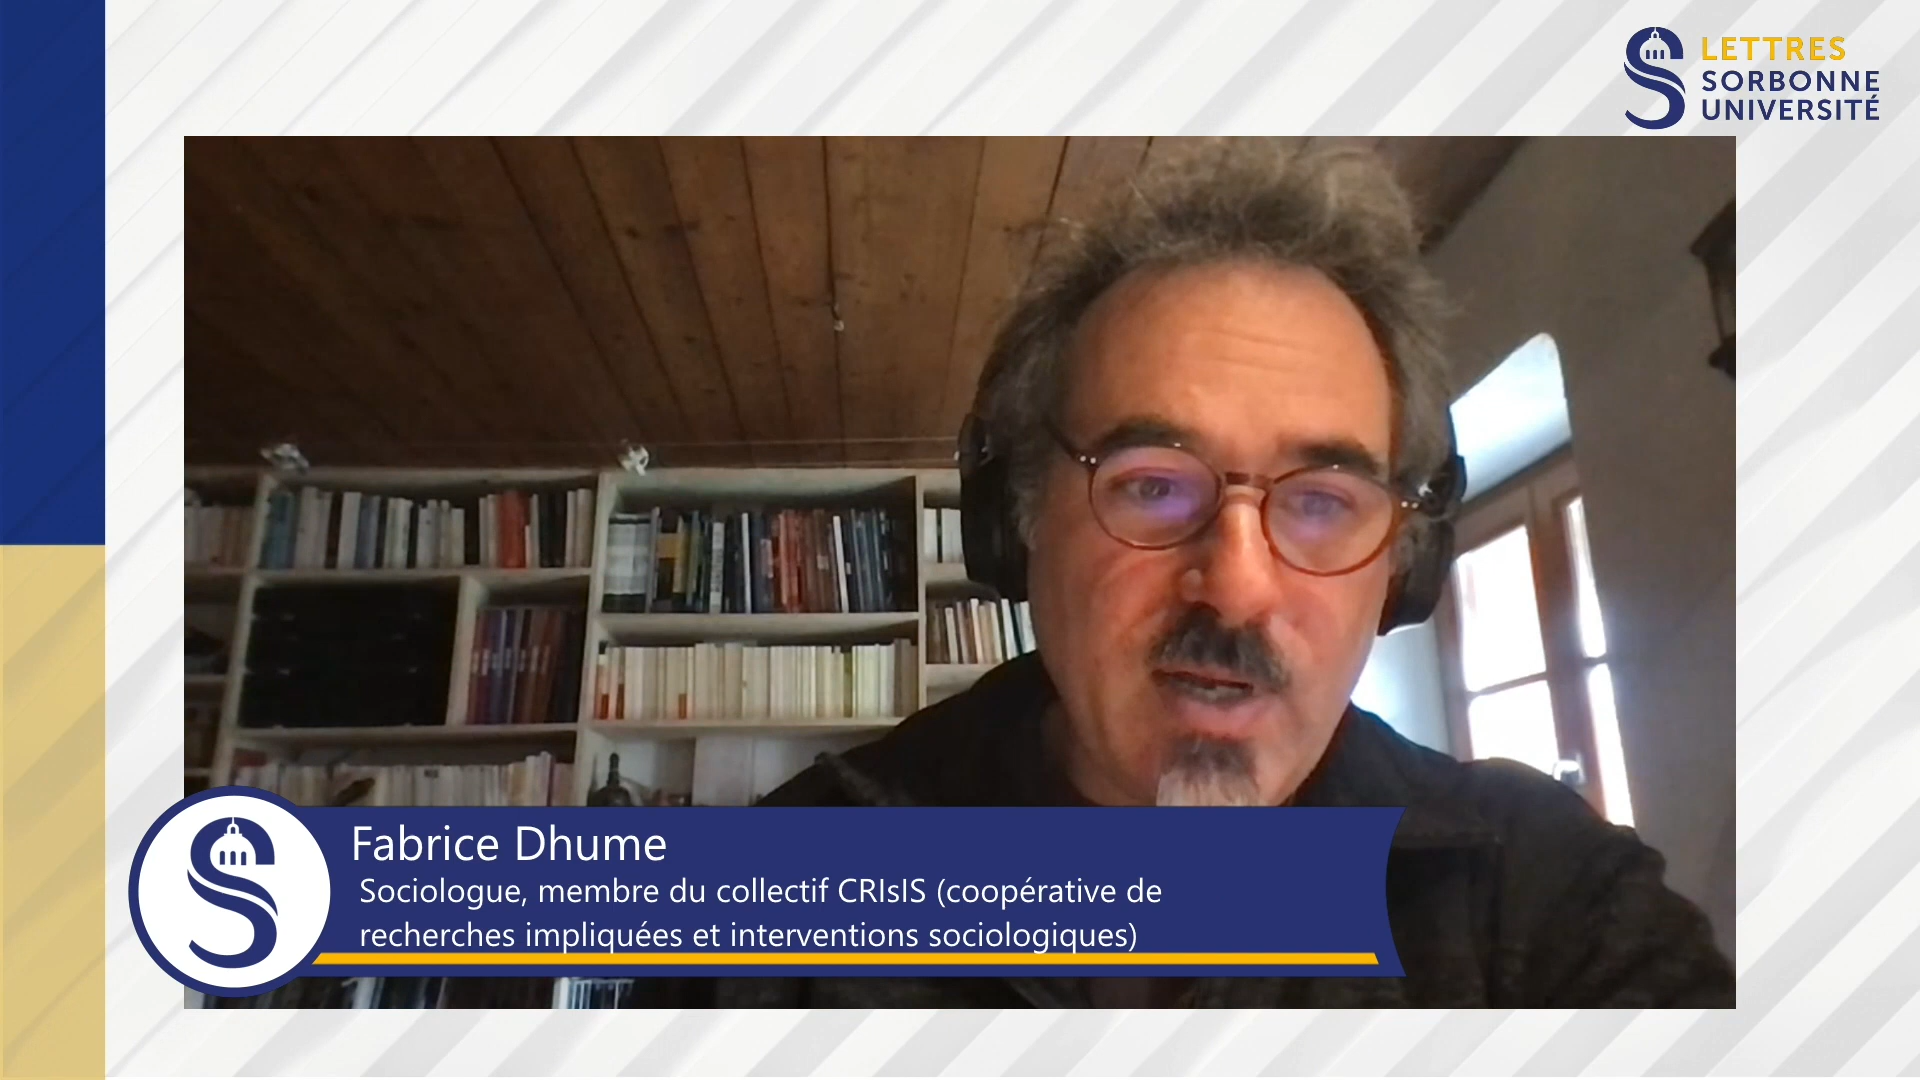 LETTRES
SORBONNE
UNIVERSITÉ
Fabrice Dhume
Sociologue, membre du collectif CRIsIS (coopérative de
recherches impliquées et interventions sociologiques)